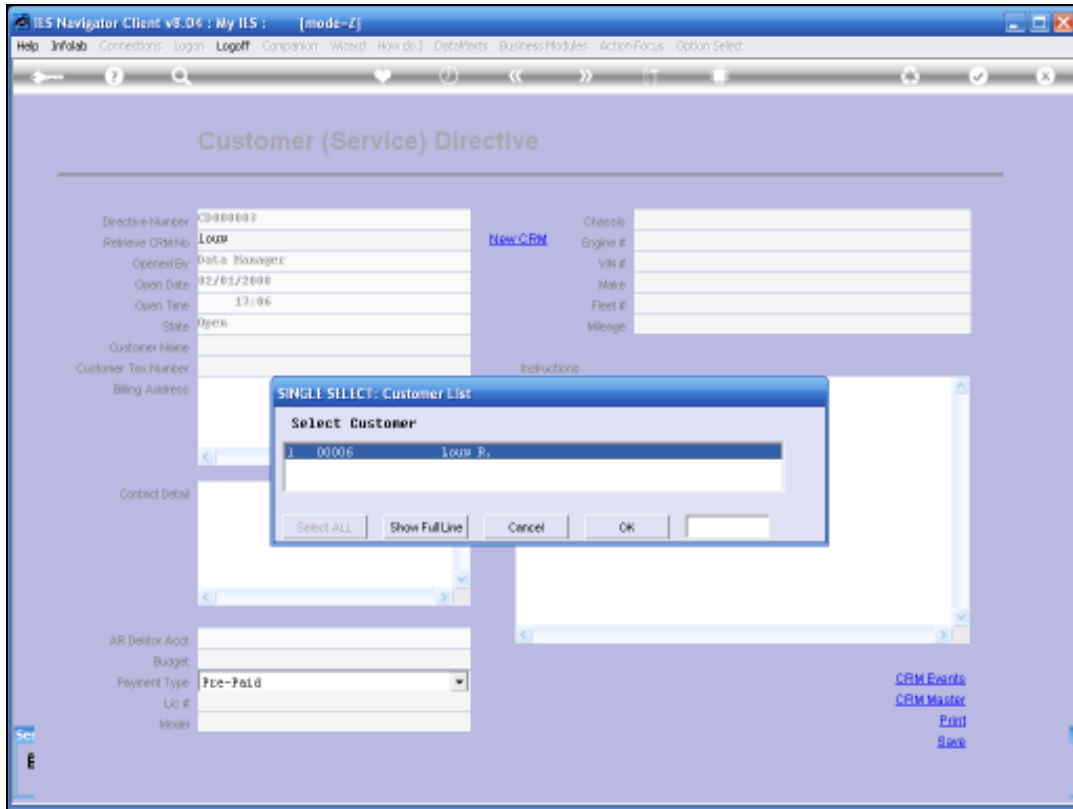 IES Navigator Client v8.04 : My IES : [mode=Z]
Help Infolab Connections Logon Logoff Companion Wizard How do I DataMarts Business Modules Action Focus Option Select
Customer (Service) Directive
Directive Number CD000003
Retrieve CRM No louw New CRM
Opened By Data Manager
Open Date 02/01/2008
Open Time 17:06
State Open
Customer Name
Customer Tax Number
Billing Address
Chassis
Engine #
VIN #
Make
Fleet #
Mileage
Instructions
SINGLE SELECT: Customer List
Select Customer
1 00006 louw R.
Select ALL Show Full Line Cancel OK
Contact Detail
AR Debtor Acct
Budget
Payment Type Pre-Paid
Lic #
Model
CRM Events
CRM Master
Print
Save